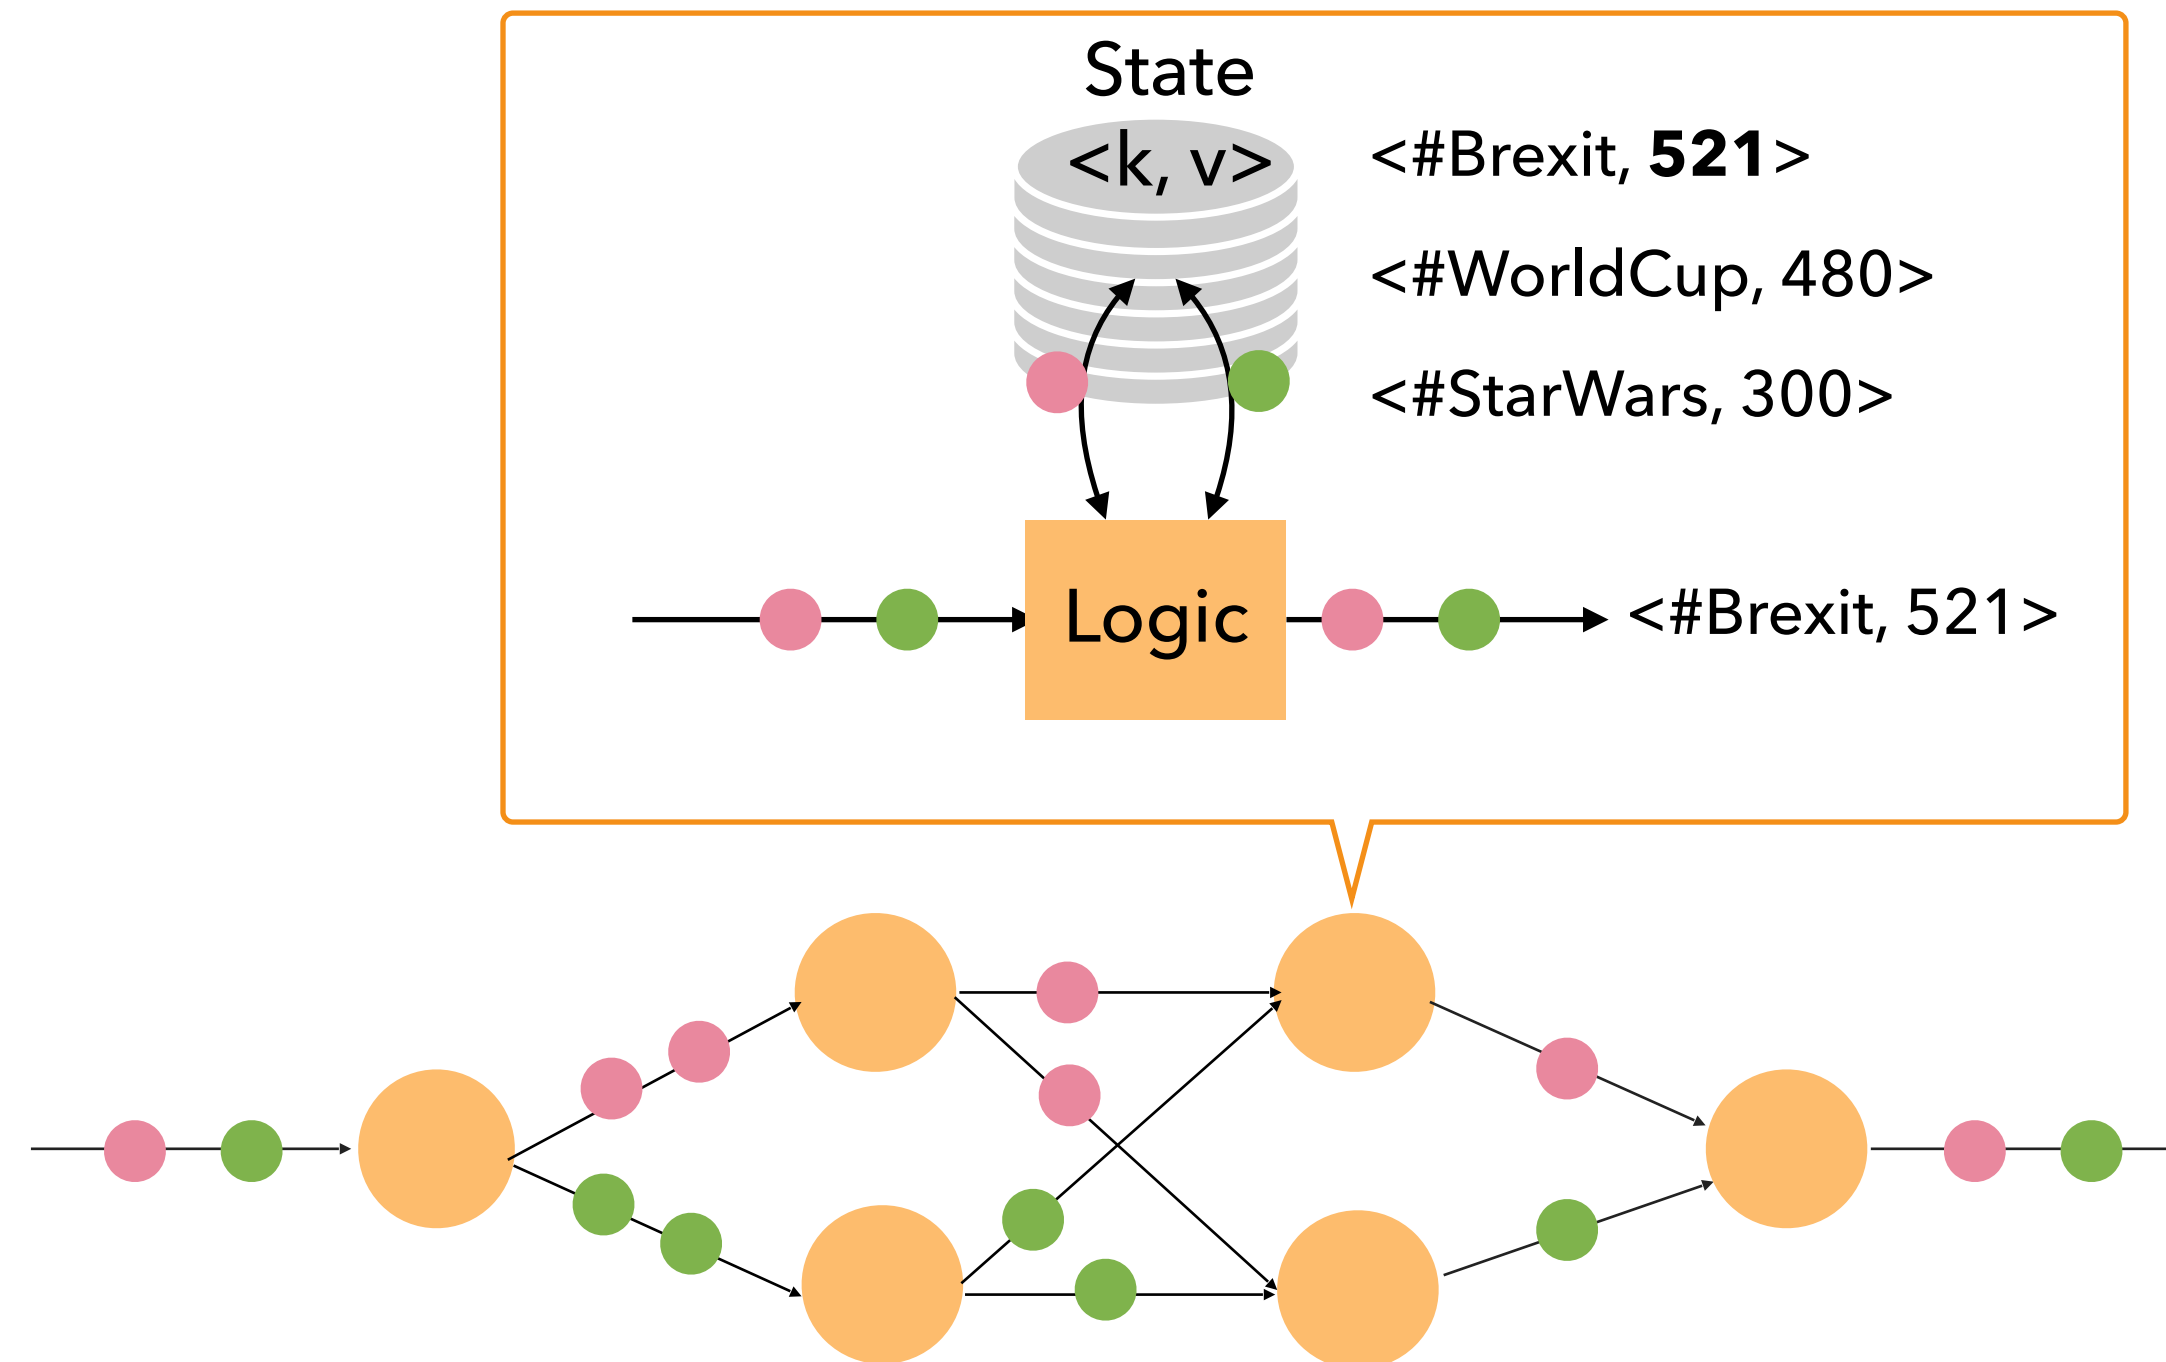 State
<k, v>
<#Brexit, 521>
<#WorldCup, 480>
<#StarWars, 300>
Logic
<#Brexit, 521>